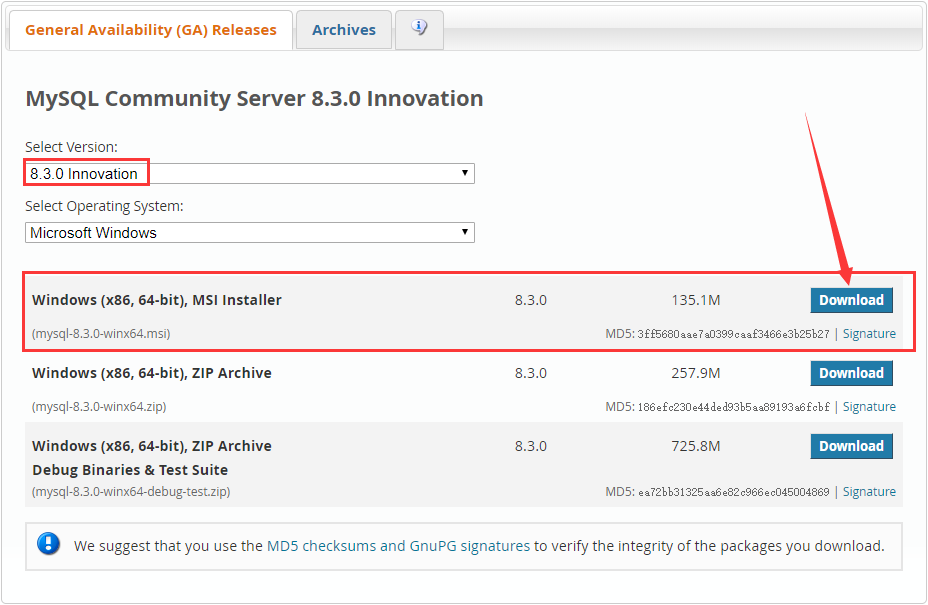 General Availability (GA) Releases
Archives
MySQL Community Server 8.3.0 Innovation
Select Version:
8.3.0 Innovation
Select Operating System:
Microsoft Windows
Windows (x86, 64-bit), MSI Installer 8.3.0 135.1M Download
(mysql-8.3.0-winx64.msi) MD5: 3ff5680aae7a0399caaf3466e3b25b27 | Signature
Windows (x86, 64-bit), ZIP Archive 8.3.0 257.9M Download
(mysql-8.3.0-winx64.zip) MD5: 186efc230e44ded93b5aa89193a6fcbf | Signature
Windows (x86, 64-bit), ZIP Archive 8.3.0 725.8M Download
Debug Binaries & Test Suite
(mysql-8.3.0-winx64-debug-test.zip) MD5: ea72bb31325aa6e82c966ec045004869 | Signature
We suggest that you use the MD5 checksums and GnuPG signatures to verify the integrity of the packages you download.